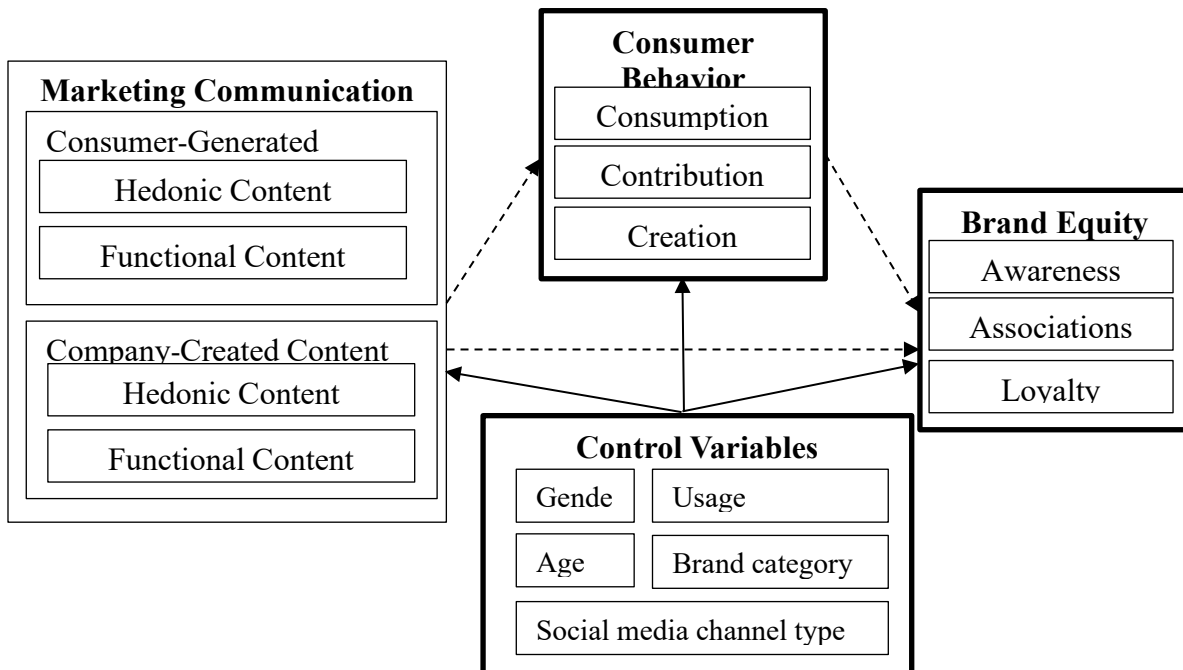 Marketing Communication
Consumer-Generated
Hedonic Content
Functional Content
Company-Created Content
Hedonic Content
Functional Content
Consumer
Behavior
Consumption
Contribution
Creation
Brand Equity
Awareness
Associations
Loyalty
Control Variables
Gende
Usage
Age
Brand category
Social media channel type